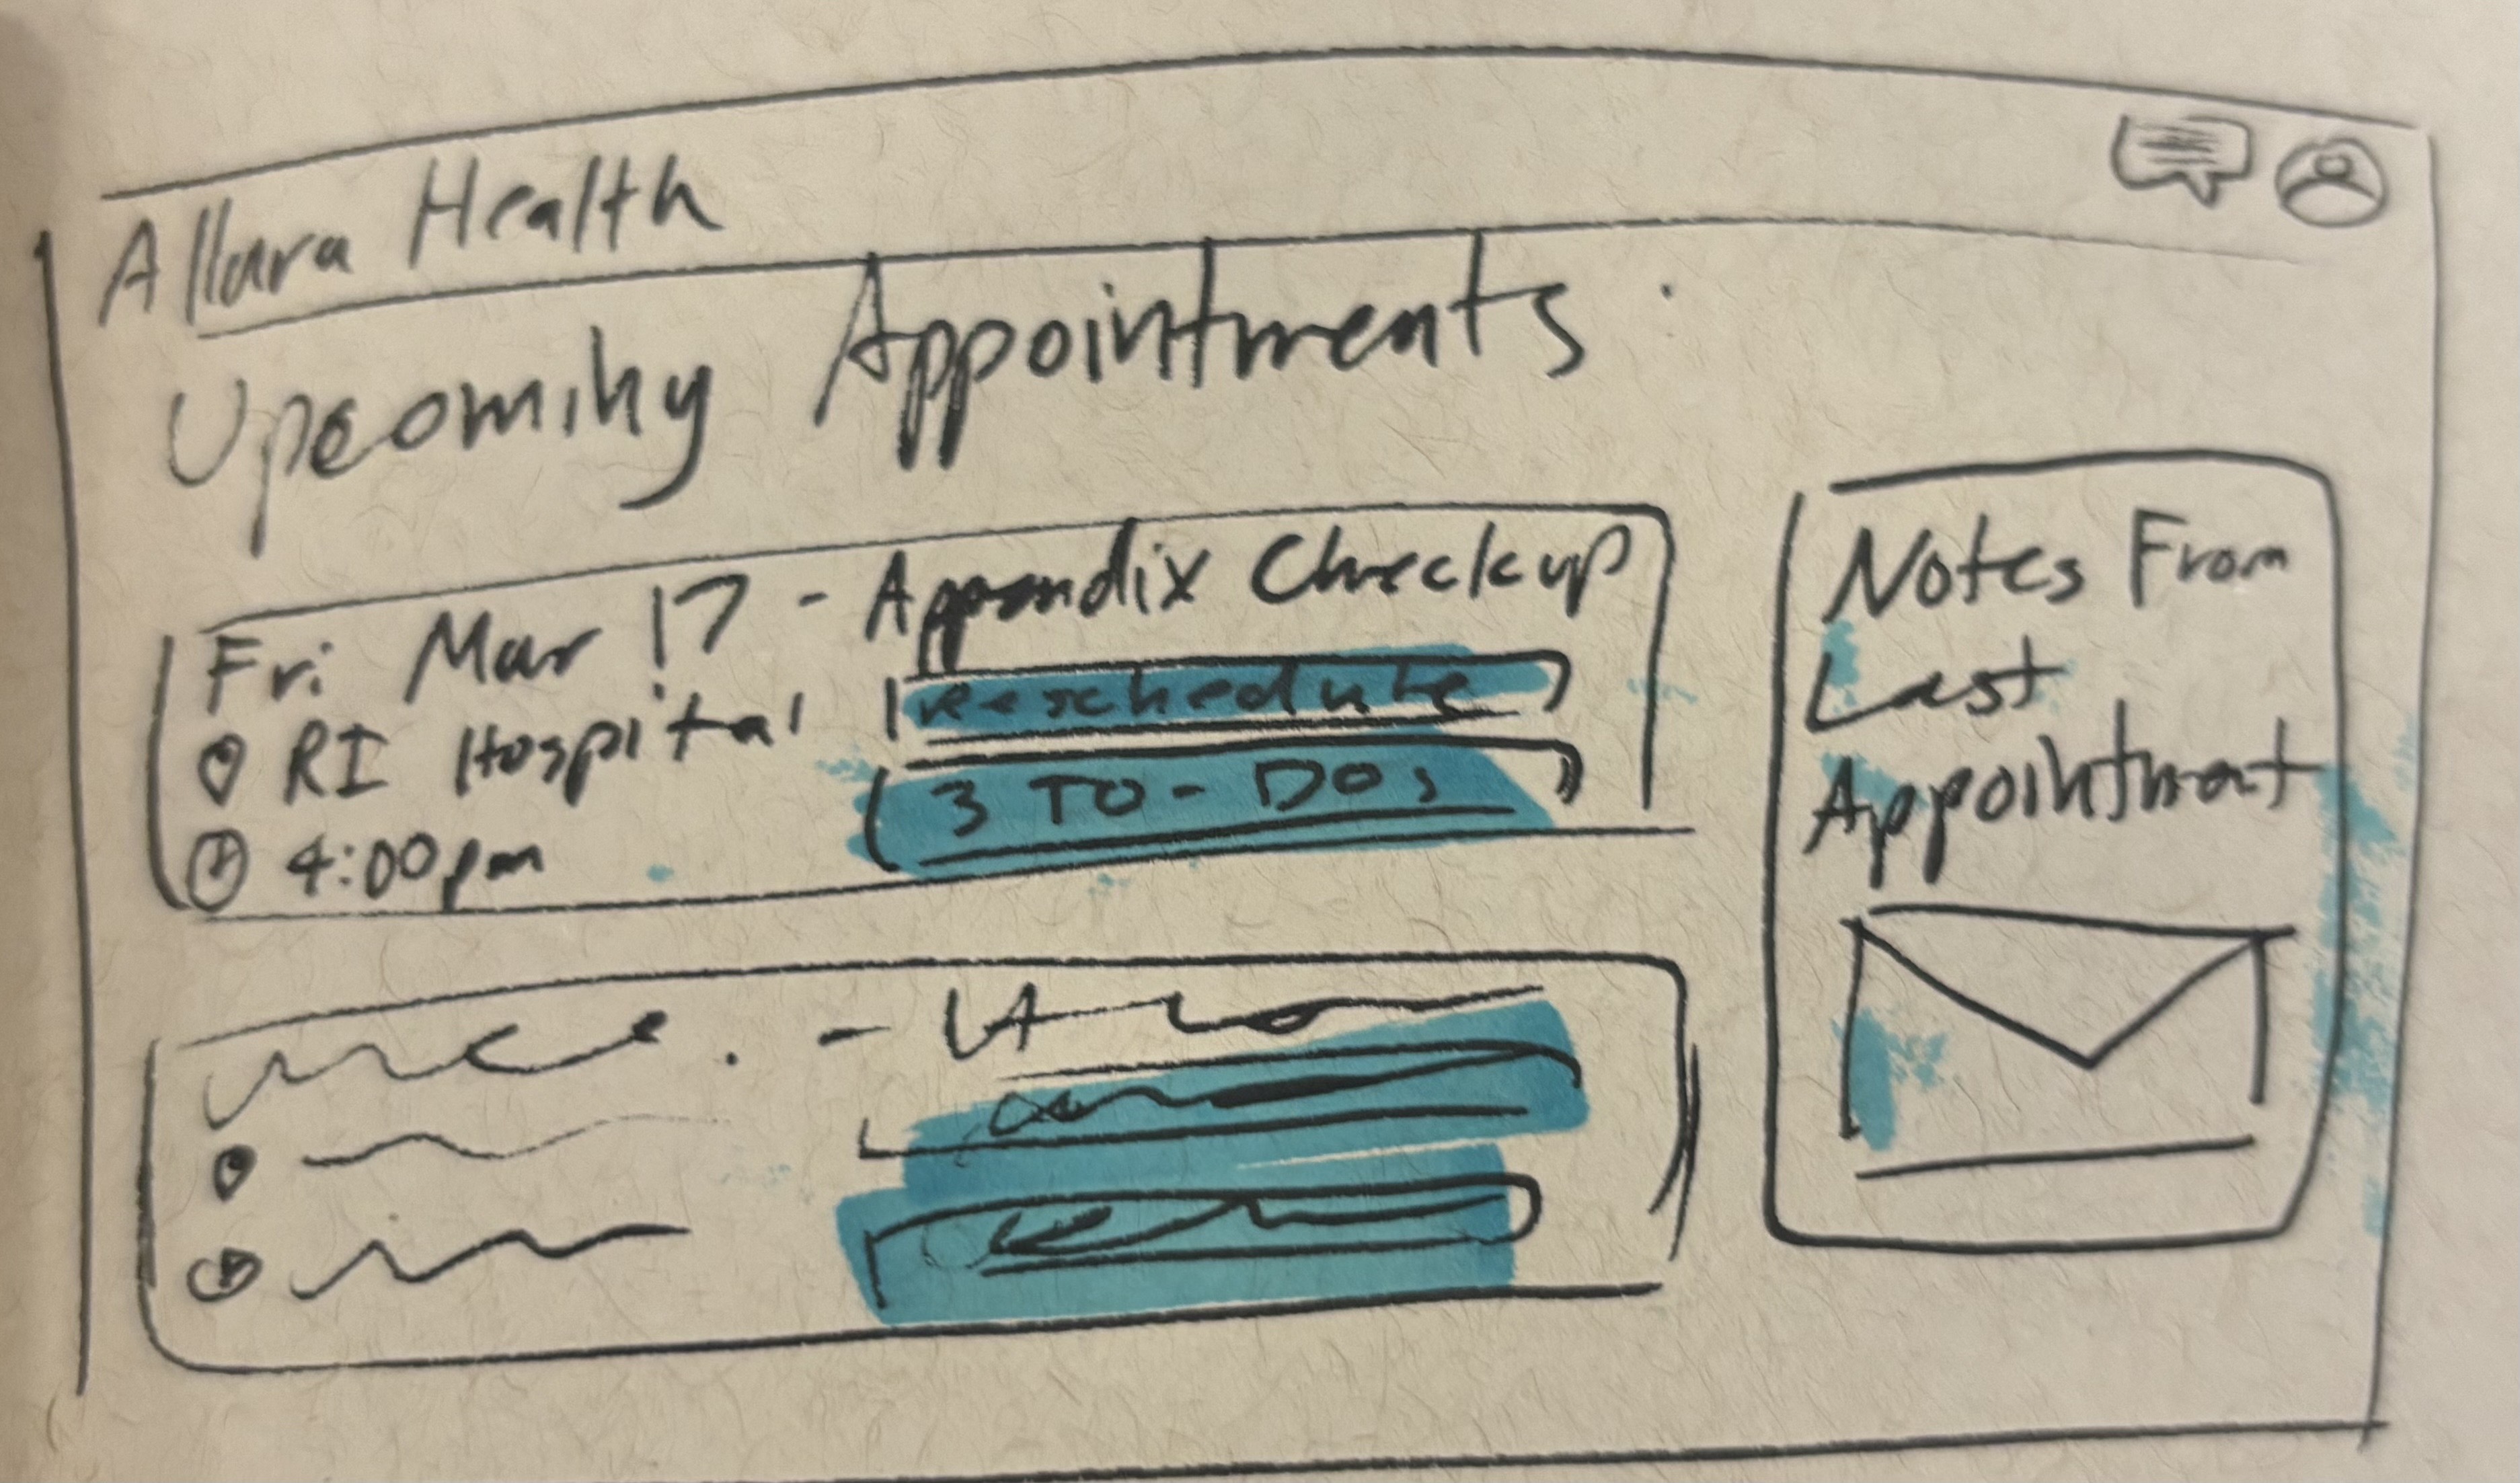 Allara Health
Upcoming Appointments
Fri Mar 17 - Appendix Checkup
RI Hospital
reschedule
4:00pm
3 TO-DOs
Notes From
Last
Appointment